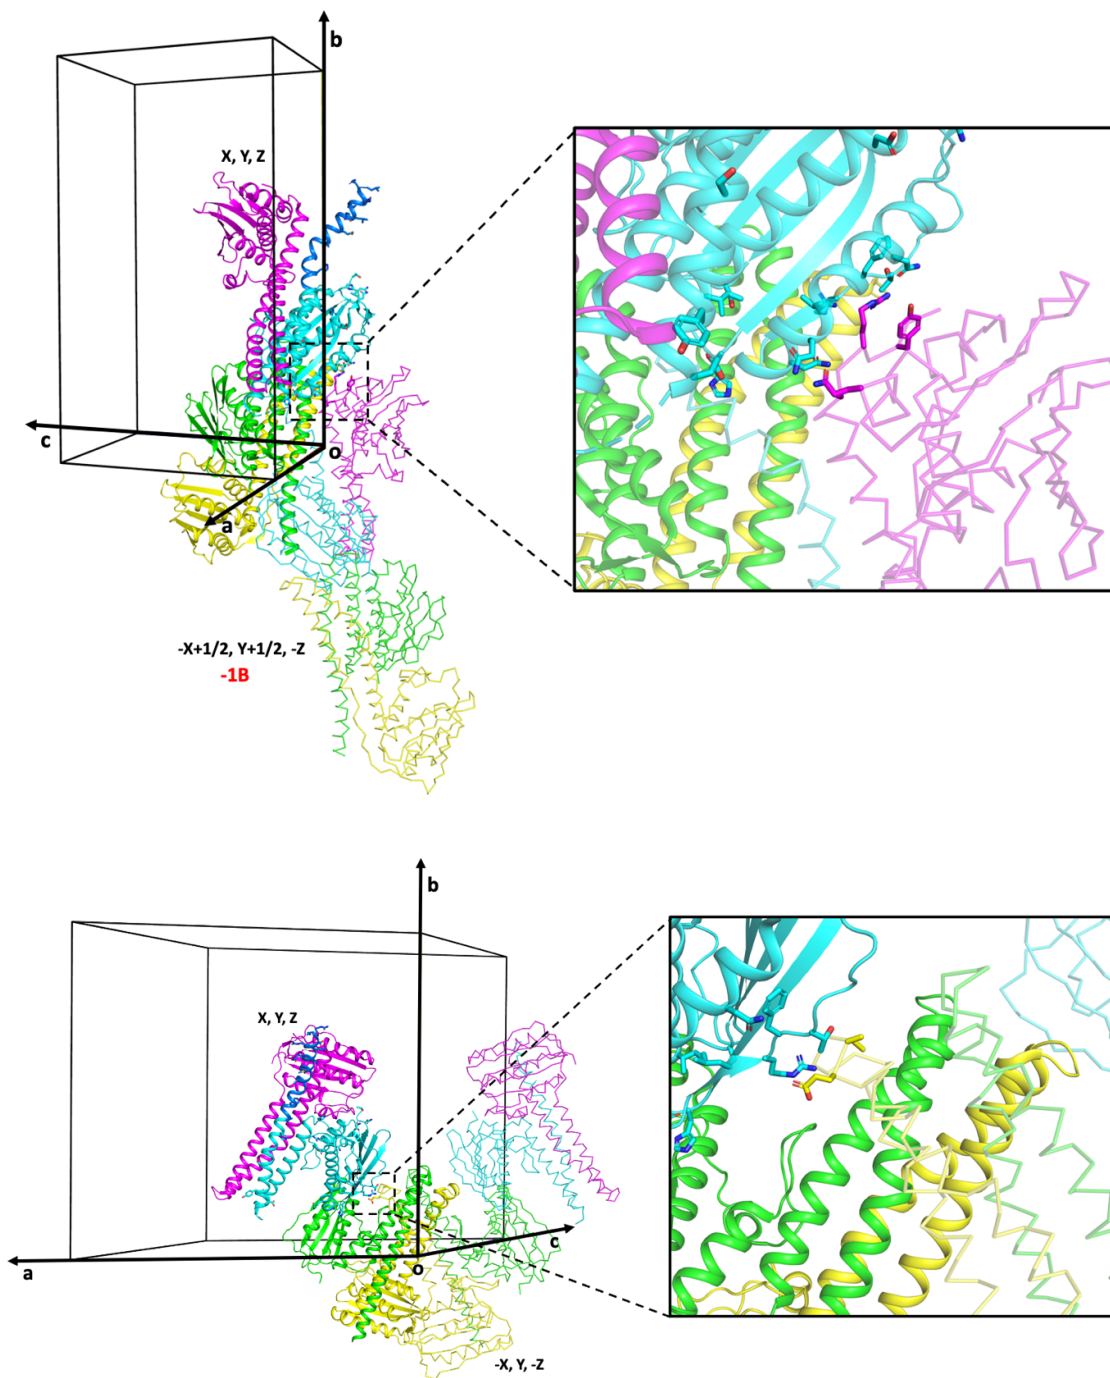 b
X, Y, Z
c
o
a
-X+1/2, Y+1/2, -Z
-1B
b
X, Y, Z
c
a
o
-X, Y, -Z